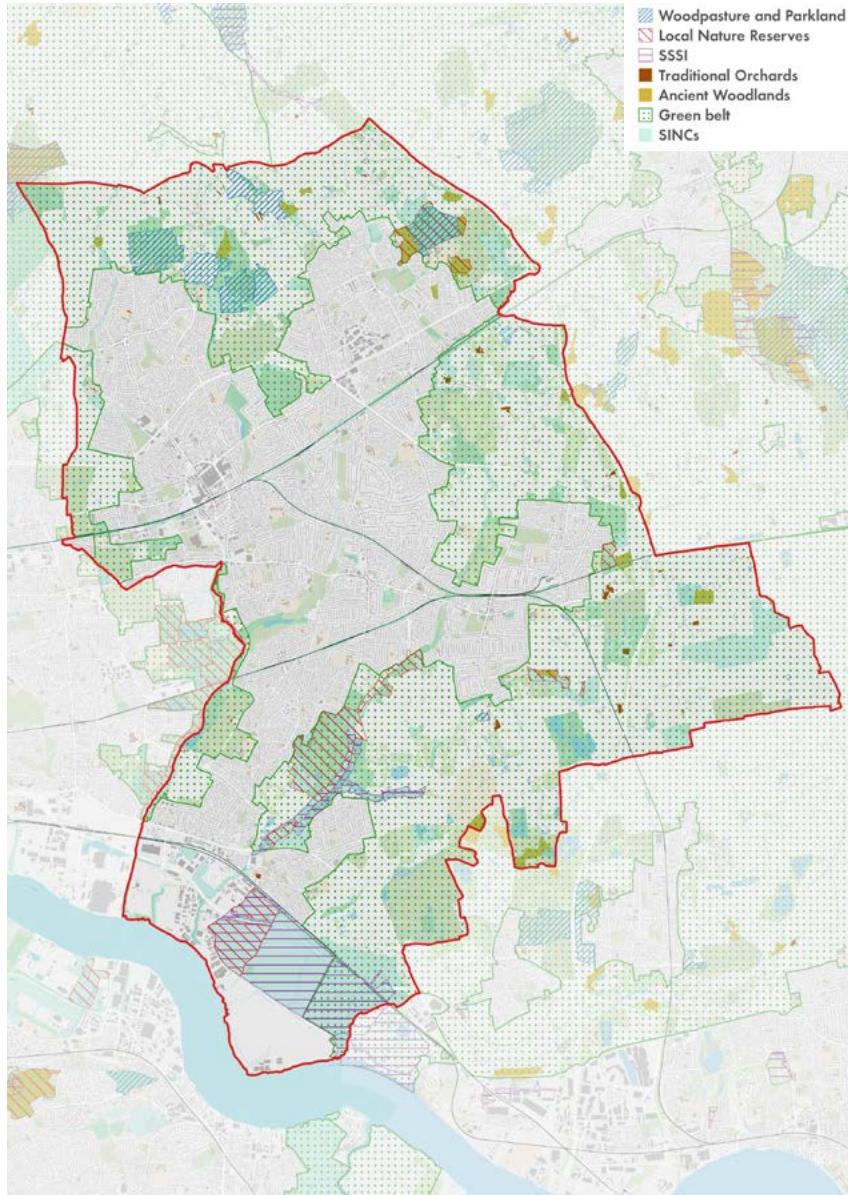 Woodpasture and Parkland
Local Nature Reserves
SSSI
Traditional Orchards
Ancient Woodlands
Green belt
SINCs